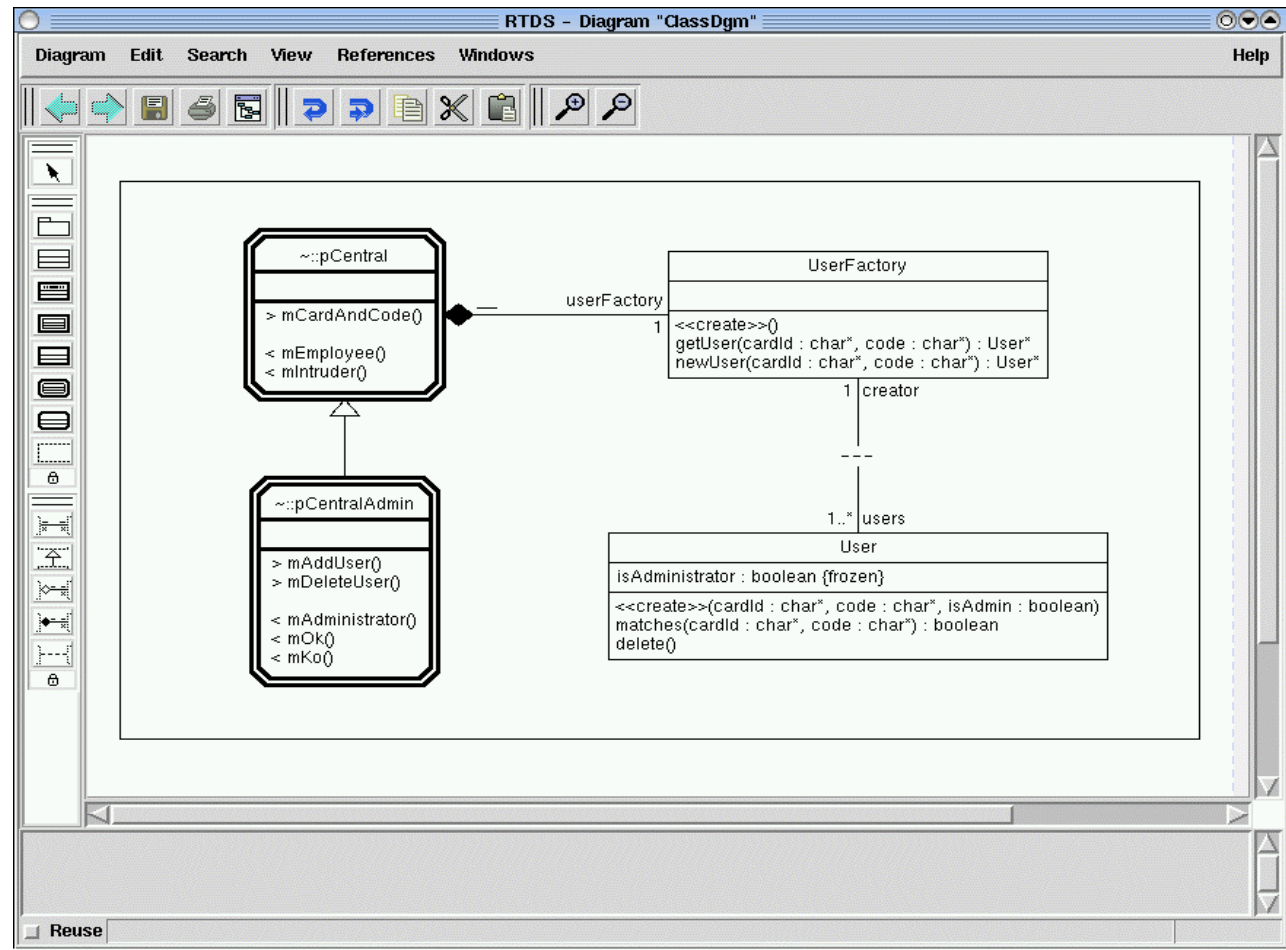 RTDS - Diagram "ClassDgm"
Diagram Edit Search View References Windows Help
~::pCentral
> mCardAndCode()
< mEmployee()
< mIntruder()
userFactory
1
UserFactory
<<create>>()
getUser(cardId : char*, code : char*) : User*
newUser(cardId : char*, code : char*) : User*
1 creator
---
1..* users
~::pCentralAdmin
> mAddUser()
> mDeleteUser()
< mAdministrator()
< mOk()
< mKo()
User
isAdministrator : boolean {frozen}
<<create>>(cardId : char*, code : char*, isAdmin : boolean)
matches(cardId : char*, code : char*) : boolean
delete()
Reuse